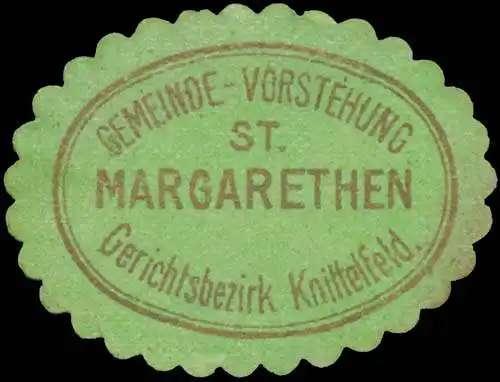 GEMEINDE-VORSTEHUNG
ST.
MARGARETHEN
Gerichtsbezirk Knittelfeld.